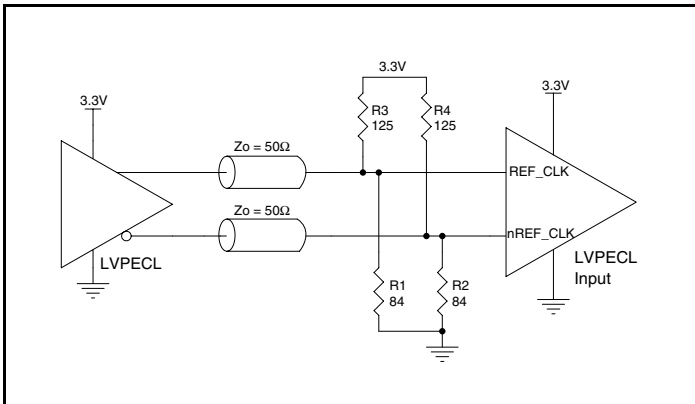 3.3V
3.3V
3.3V
R3
125
R4
125
Zo = 50Ω
REF_CLK
Zo = 50Ω
nREF_CLK
LVPECL
LVPECL
Input
R1
84
R2
84